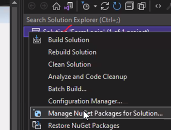 Search Solution Explorer (Ctrl+;)
Build Solution
Rebuild Solution
Clean Solution
Analyze and Code Cleanup
Batch Build...
Configuration Manager...
Manage NuGet Packages for Solution...
Restore NuGet Packages